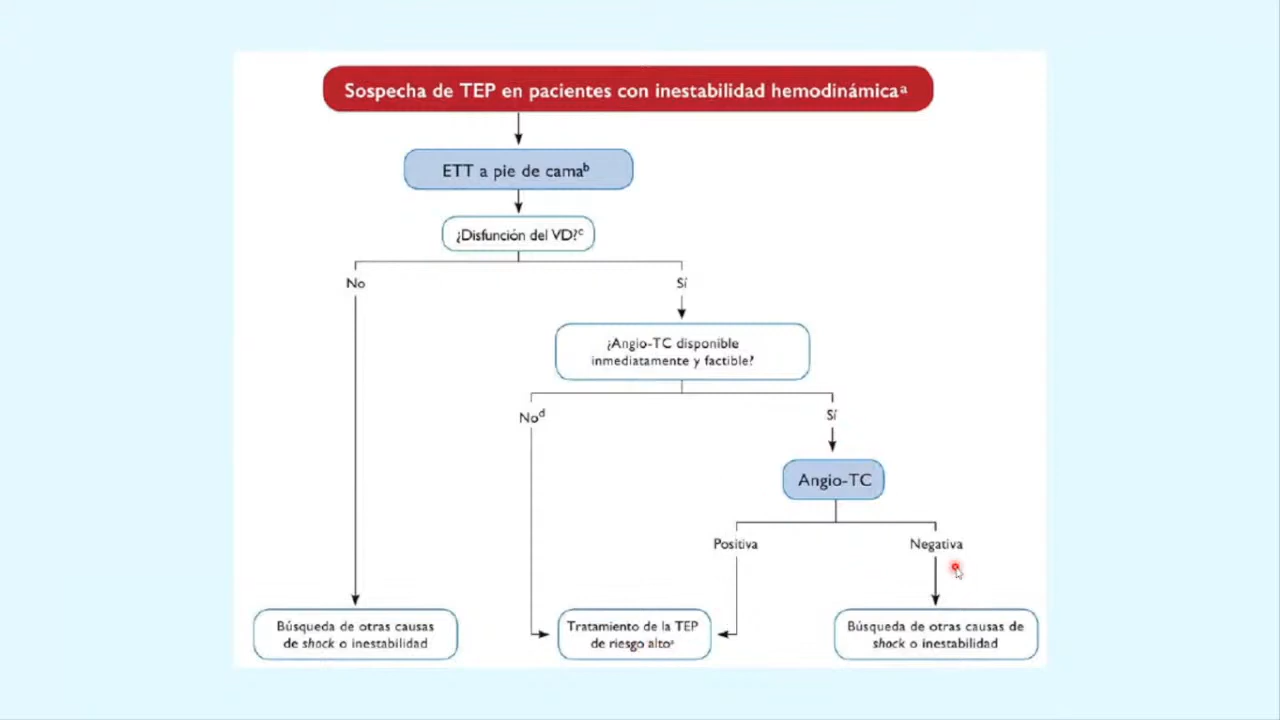 Sospecha de TEP en pacientes con inestabilidad hemodinámicaᵃ
ETT a pie de camaᵇ
¿Disfunción del VD?ᶜ
No
Sí
¿Angio-TC disponible
inmediatamente y factible?
Noᵈ
Sí
Angio-TC
Positiva
Negativa
Búsqueda de otras causas
de shock o inestabilidad
Tratamiento de la TEP
de riesgo altoᵃ
Búsqueda de otras causas de
shock o inestabilidad